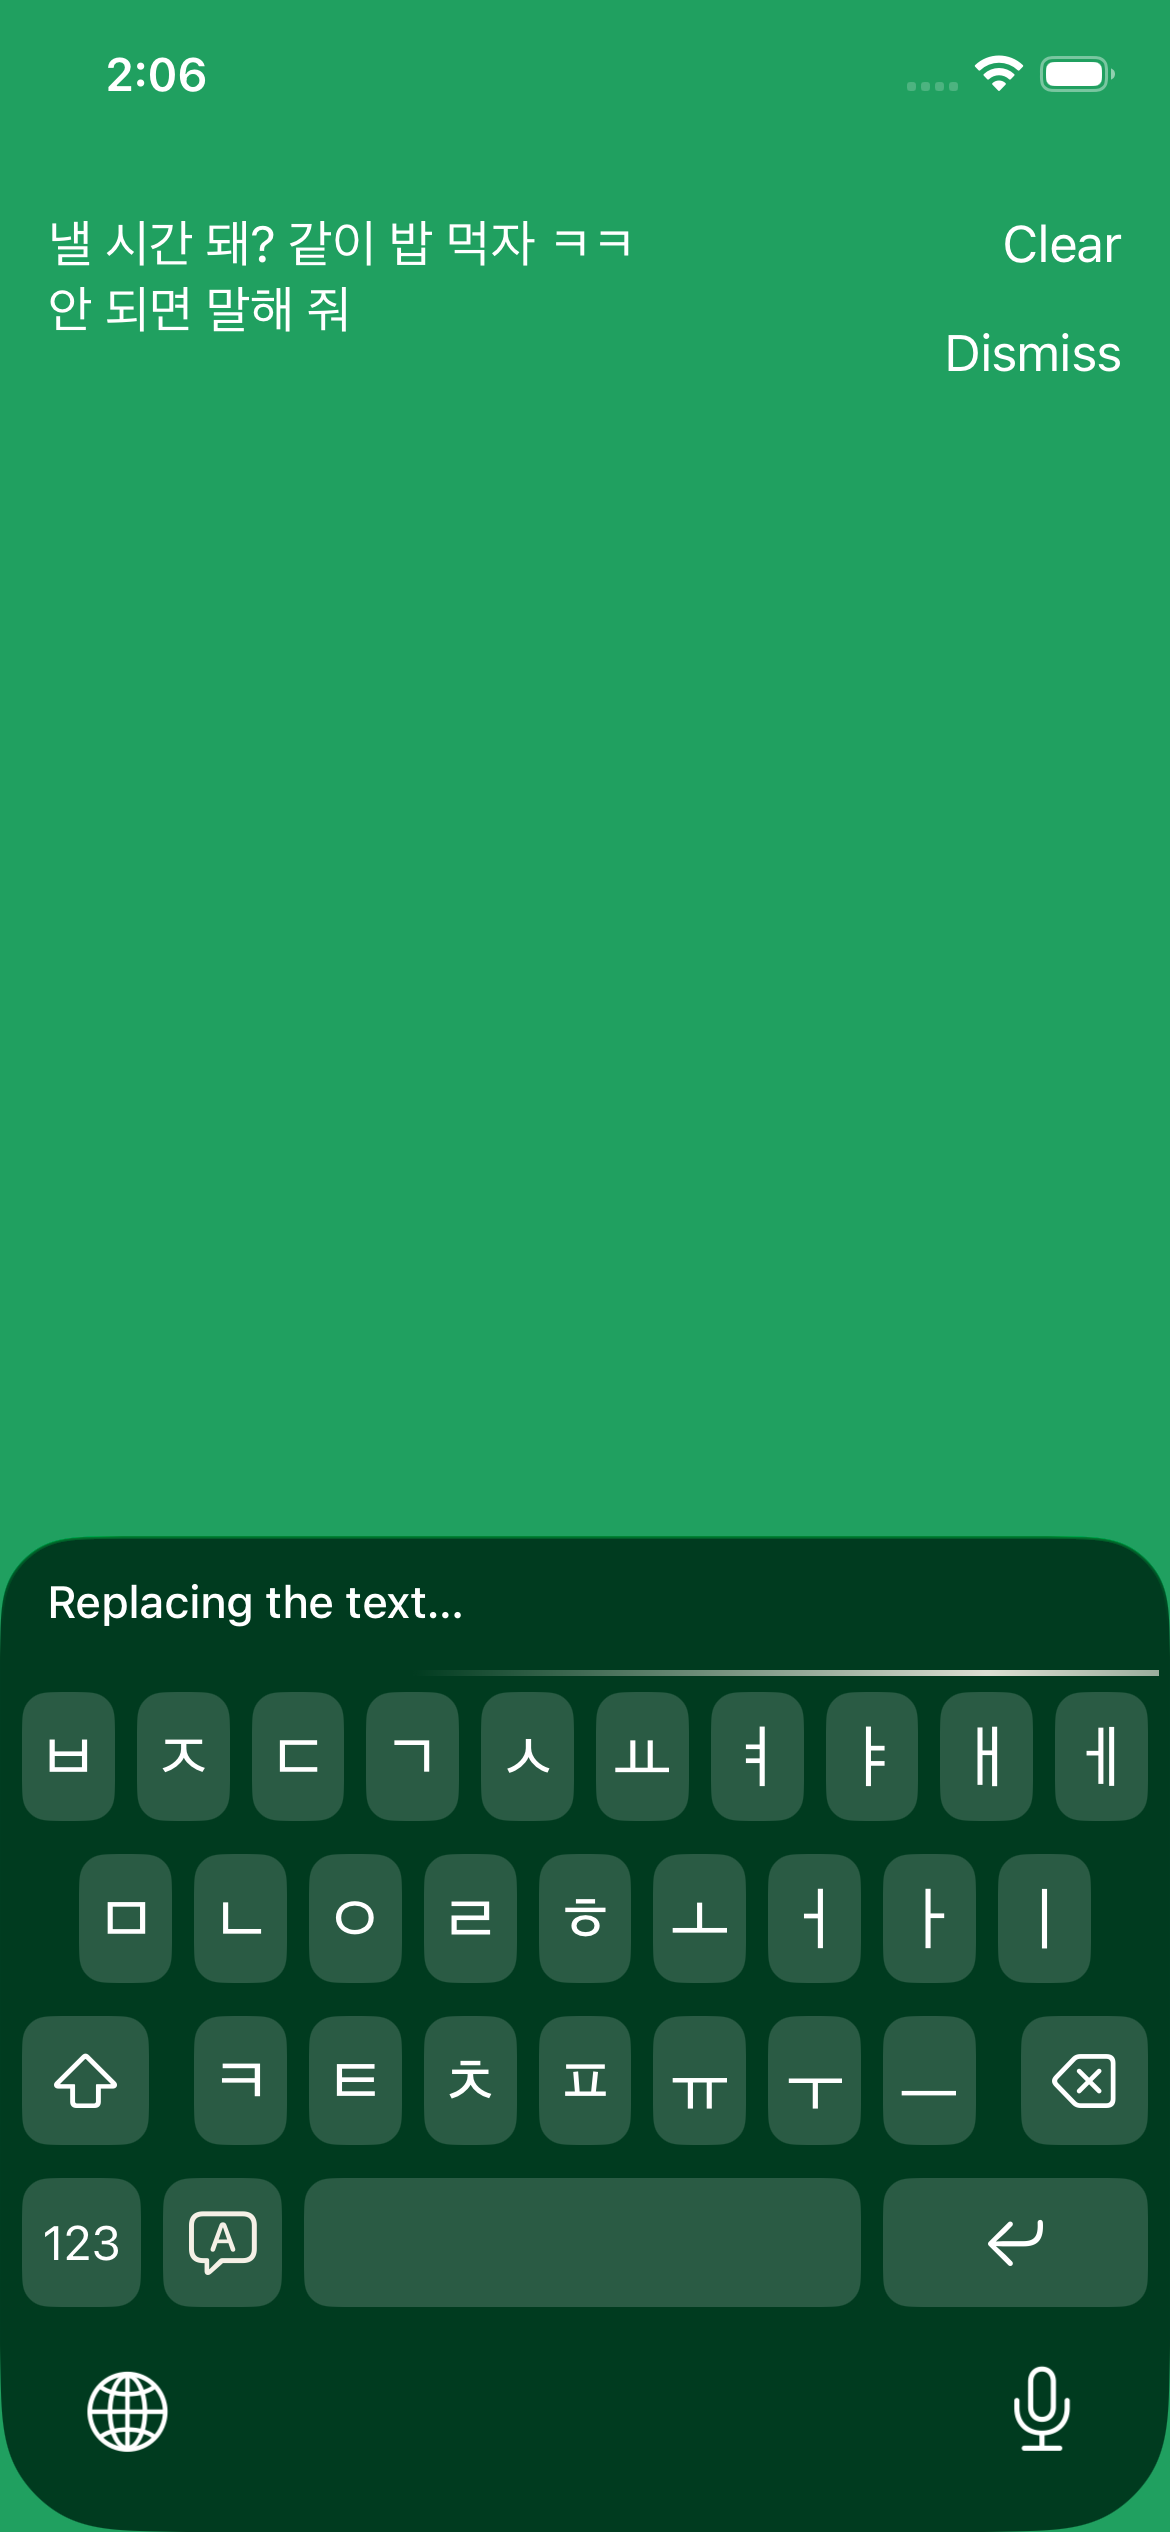 2:06
낼 시간 돼? 같이 밥 먹자 ㅋㅋ
안 되면 말해 줘
Clear
Dismiss
Replacing the text...
ㅂ ㅈ ㄷ ㄱ ㅅ ㅛ ㅕ ㅑ ㅐ ㅔ
ㅁ ㄴ ㅇ ㄹ ㅎ ㅗ ㅓ ㅏ ㅣ
ㅋ ㅌ ㅊ ㅍ ㅠ ㅜ ㅡ
123 A